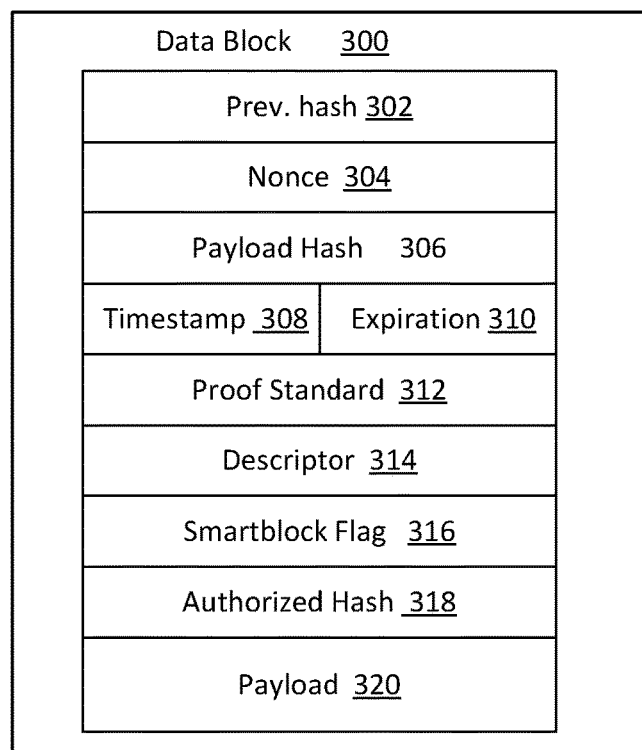 Data Block 300
Prev. hash 302
Nonce 304
Payload Hash 306
Timestamp 308 Expiration 310
Proof Standard 312
Descriptor 314
Smartblock Flag 316
Authorized Hash 318
Payload 320